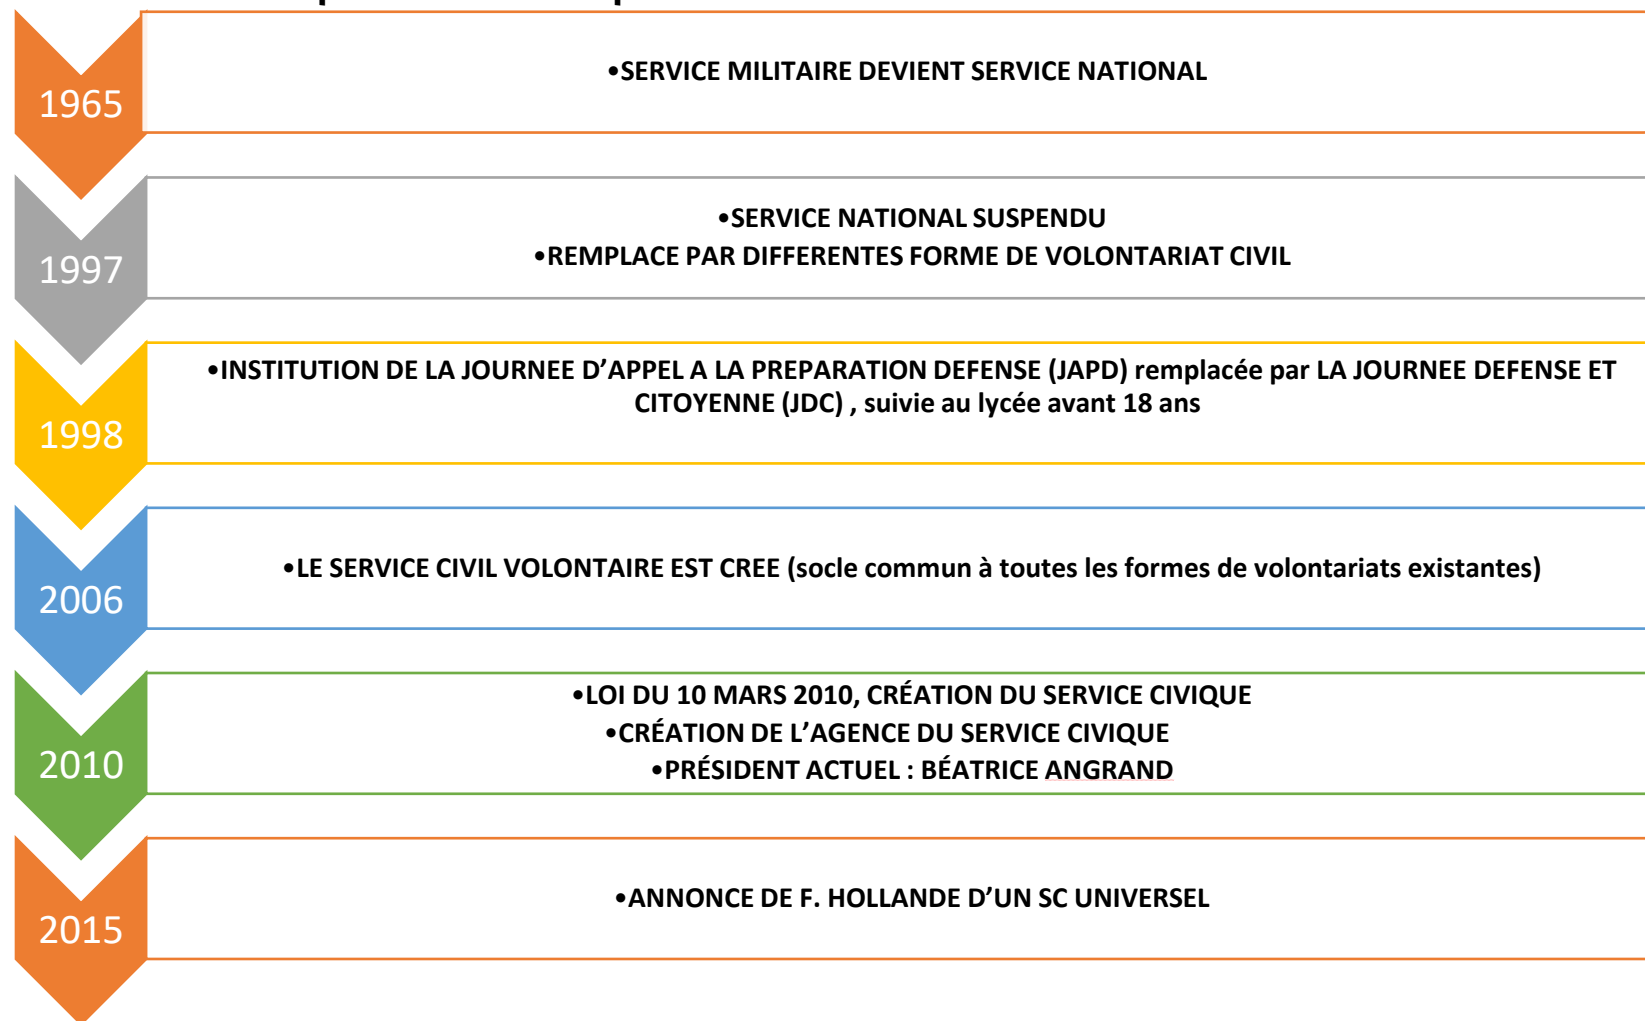 1965
•SERVICE MILITAIRE DEVIENT SERVICE NATIONAL
1997
•SERVICE NATIONAL SUSPENDU
•REMPLACE PAR DIFFERENTES FORME DE VOLONTARIAT CIVIL
1998
•INSTITUTION DE LA JOURNEE D’APPEL A LA PREPARATION DEFENSE (JAPD) remplacée par LA JOURNEE DEFENSE ET
CITOYENNE (JDC) , suivie au lycée avant 18 ans
2006
•LE SERVICE CIVIL VOLONTAIRE EST CREE (socle commun à toutes les formes de volontariats existantes)
2010
•LOI DU 10 MARS 2010, CRÉATION DU SERVICE CIVIQUE
•CRÉATION DE L’AGENCE DU SERVICE CIVIQUE
•PRÉSIDENT ACTUEL : BÉATRICE ANGRAND
2015
•ANNONCE DE F. HOLLANDE D’UN SC UNIVERSEL